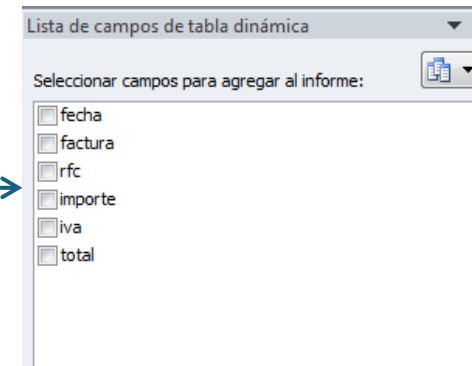 Lista de campos de tabla dinámica
Seleccionar campos para agregar al informe:
fecha
factura
rfc
importe
iva
total